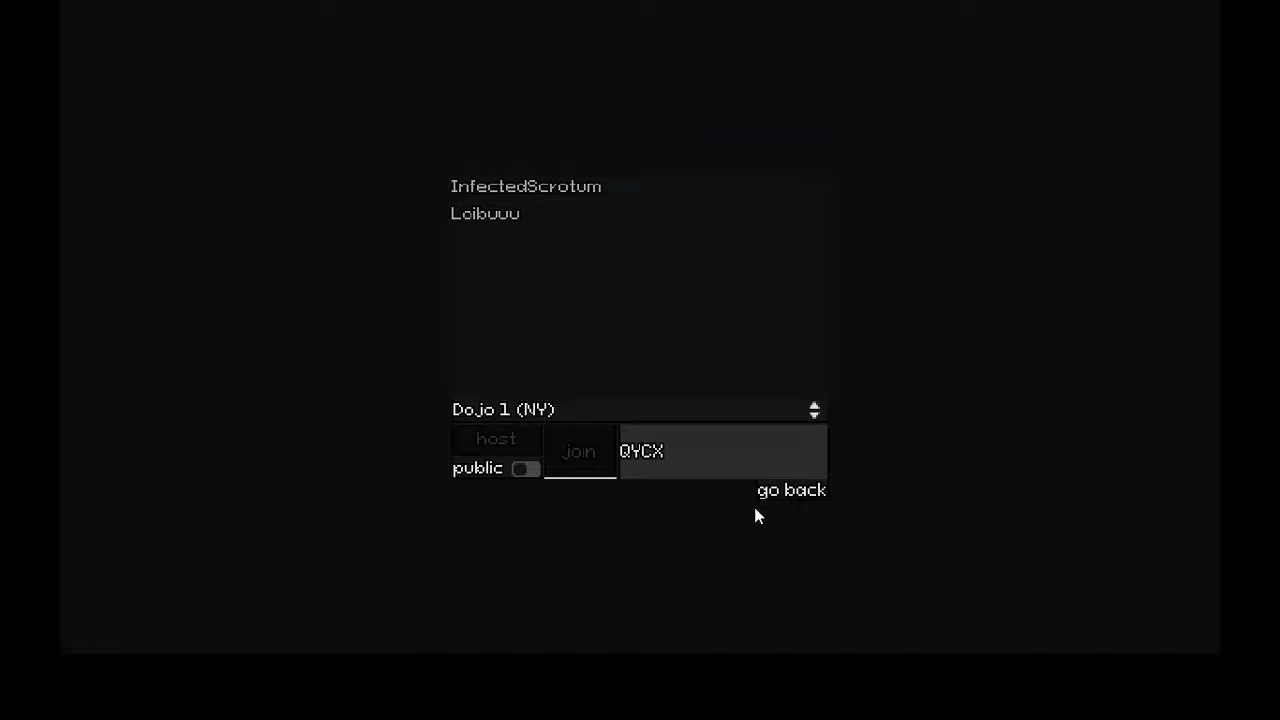 InfectedScrotum
Loibuuu
Dojo 1 (NY)
host
join
QYCX
public
go back